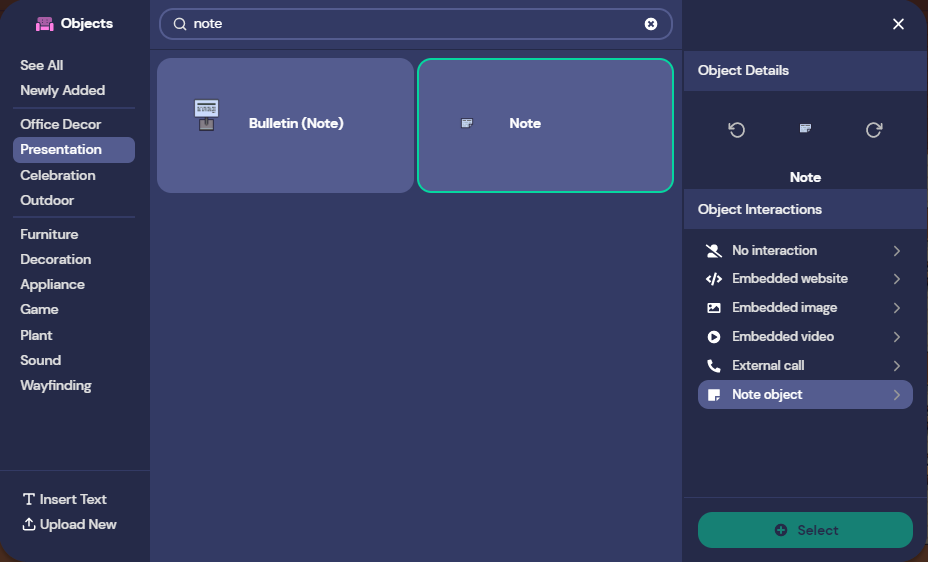 Objects
See All
Newly Added
Office Decor
Presentation
Celebration
Outdoor
Furniture
Decoration
Appliance
Game
Plant
Sound
Wayfinding
Insert Text
Upload New
note
Bulletin (Note)
Note
Object Details
Note
Object Interactions
No interaction
Embedded website
Embedded image
Embedded video
External call
Note object
Select